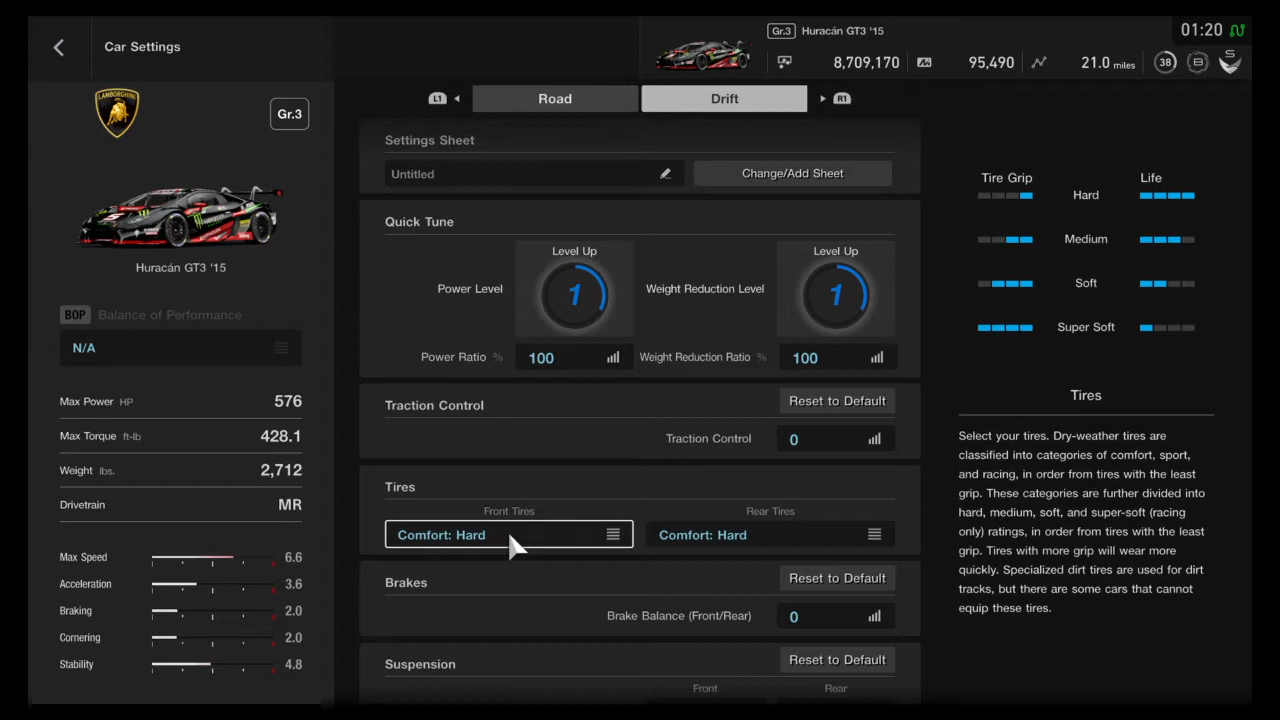 Car Settings
Gr.3 Huracán GT3 '15
01:20
8,709,170
95,490
21.0 miles
38
B
S
LAMBORGHINI
Gr.3
Huracán GT3 '15
BOP Balance of Performance
N/A
Max Power HP 576
Max Torque ft-lb 428.1
Weight lbs. 2,712
Drivetrain MR
Max Speed 6.6
Acceleration 3.6
Braking 2.0
Cornering 2.0
Stability 4.8
L1 Road Drift R1
Settings Sheet
Untitled
Change/Add Sheet
Quick Tune
Level Up
Level Up
Power Level 1
Weight Reduction Level 1
Power Ratio % 100
Weight Reduction Ratio % 100
Traction Control
Reset to Default
Traction Control 0
Tires
Front Tires
Rear Tires
Comfort: Hard
Comfort: Hard
Brakes
Reset to Default
Brake Balance (Front/Rear) 0
Suspension
Reset to Default
Front
Rear
Tire Grip
Life
Hard
Medium
Soft
Super Soft
Tires
Select your tires. Dry-weather tires are
classified into categories of comfort, sport,
and racing, in order from tires with the least
grip. These categories are further divided into
hard, medium, soft, and super-soft (racing
only) ratings, in order from tires with the least
grip. Tires with more grip will wear more
quickly. Specialized dirt tires are used for dirt
tracks, but there are some cars that cannot
equip these tires.